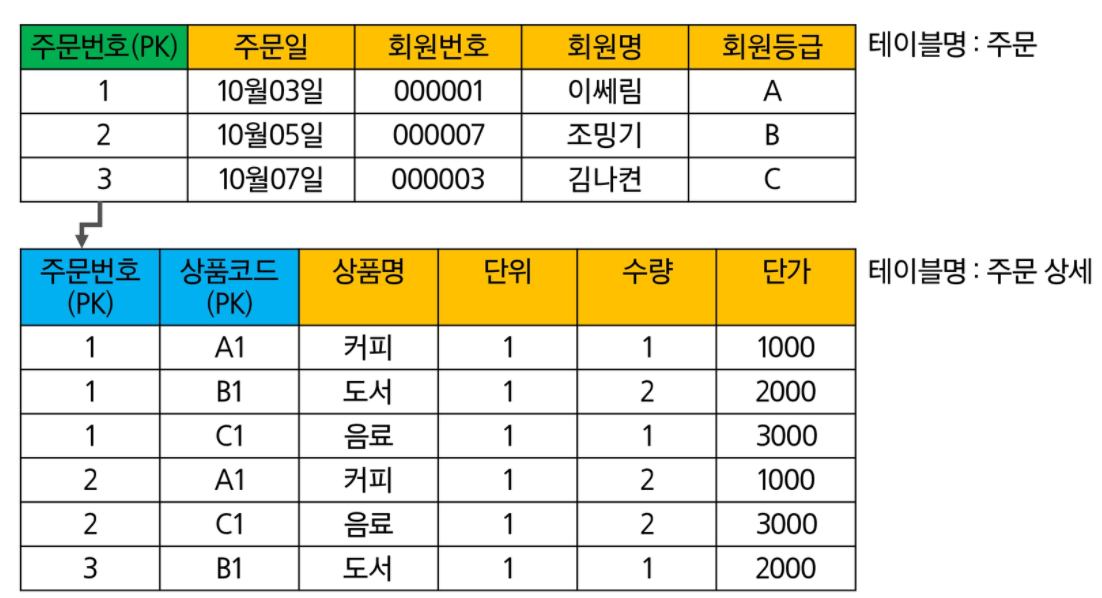 주문번호(PK) 주문일 회원번호 회원명 회원등급 테이블명 : 주문
1 10월03일 000001 이쎄림 A
2 10월05일 000007 조밍기 B
3 10월07일 000003 김나켠 C
주문번호 상품코드 상품명 단위 수량 단가 테이블명 : 주문 상세
(PK) (PK)
1 A1 커피 1 1 1000
1 B1 도서 1 2 2000
1 C1 음료 1 1 3000
2 A1 커피 1 2 1000
2 C1 음료 1 2 3000
3 B1 도서 1 1 2000